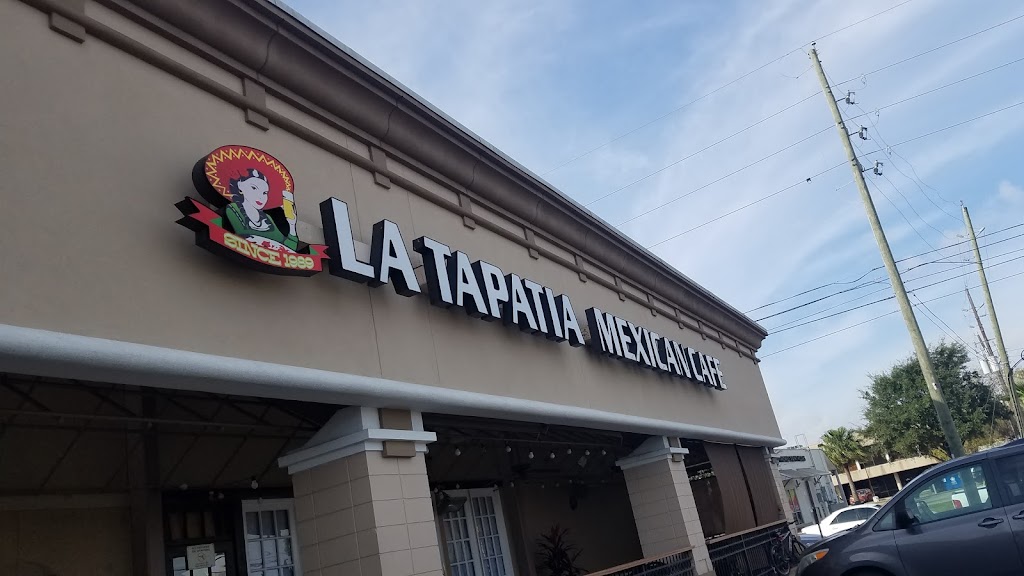 SINCE 1989
LA TAPATIA MEXICAN CAFE